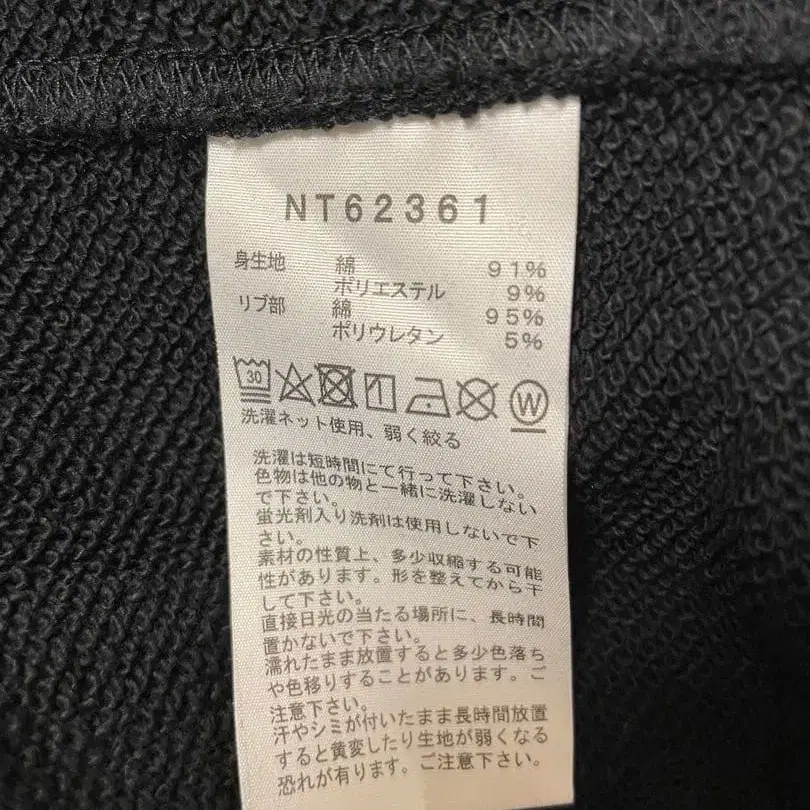 NT62361
身生地 綿 91%
ポリエステル 9%
リブ部 綿 95%
ポリウレタン 5%
30 W
洗濯ネット使用、弱く絞る
洗濯は短時間にて行って下さい。
色物は他の物と一緒に洗濯しない
で下さい。
蛍光剤入り洗剤は使用しないで下
さい。
素材の性質上、多少収縮する可能
性があります。形を整えてから干
して下さい。
直接日光の当たる場所に、長時間
置かないで下さい。
濡れたまま放置すると多少色落ち
や色移りすることがあります。ご
注意下さい。
汗やシミが付いたまま長時間放置
すると黄変したり生地が弱くなる
恐れが有ります。ご注意下さい。